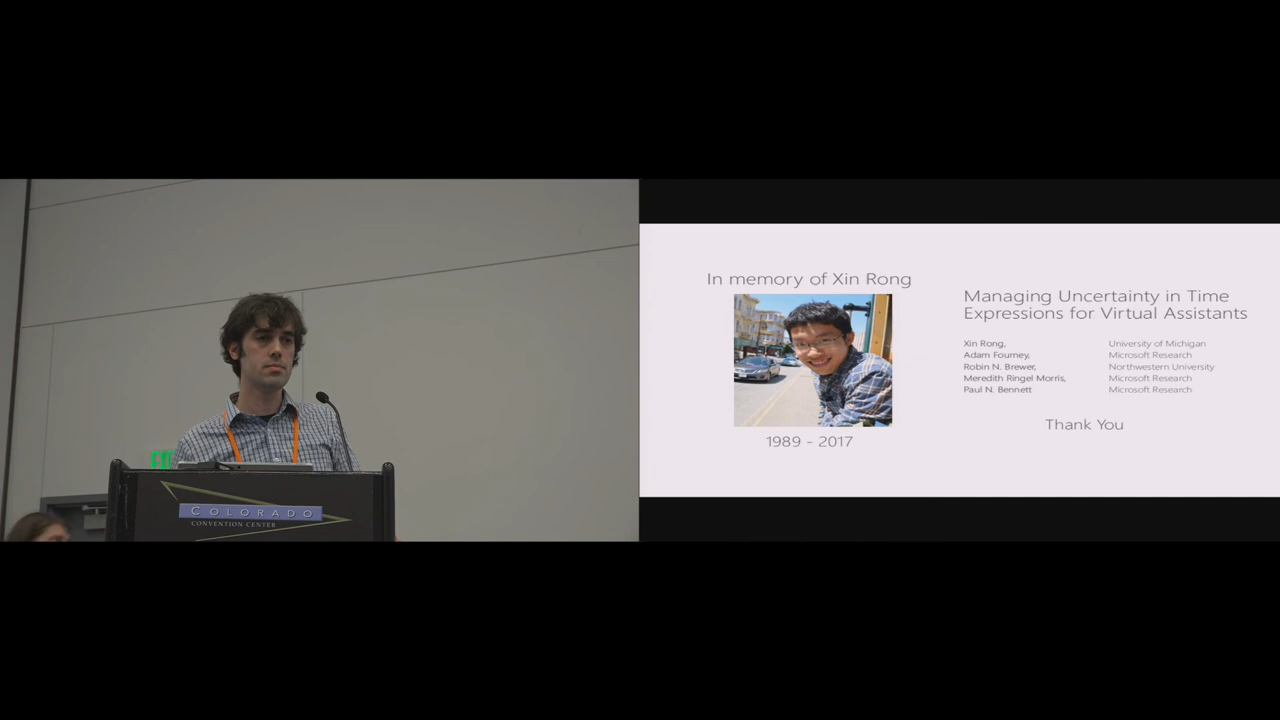 EXIT
COLORADO
CONVENTION CENTER
In memory of Xin Rong
1989 - 2017
Managing Uncertainty in Time
Expressions for Virtual Assistants
Xin Rong, University of Michigan
Adam Fourney, Microsoft Research
Robin N. Brewer, Northwestern University
Meredith Ringel Morris, Microsoft Research
Paul N. Bennett Microsoft Research
Thank You